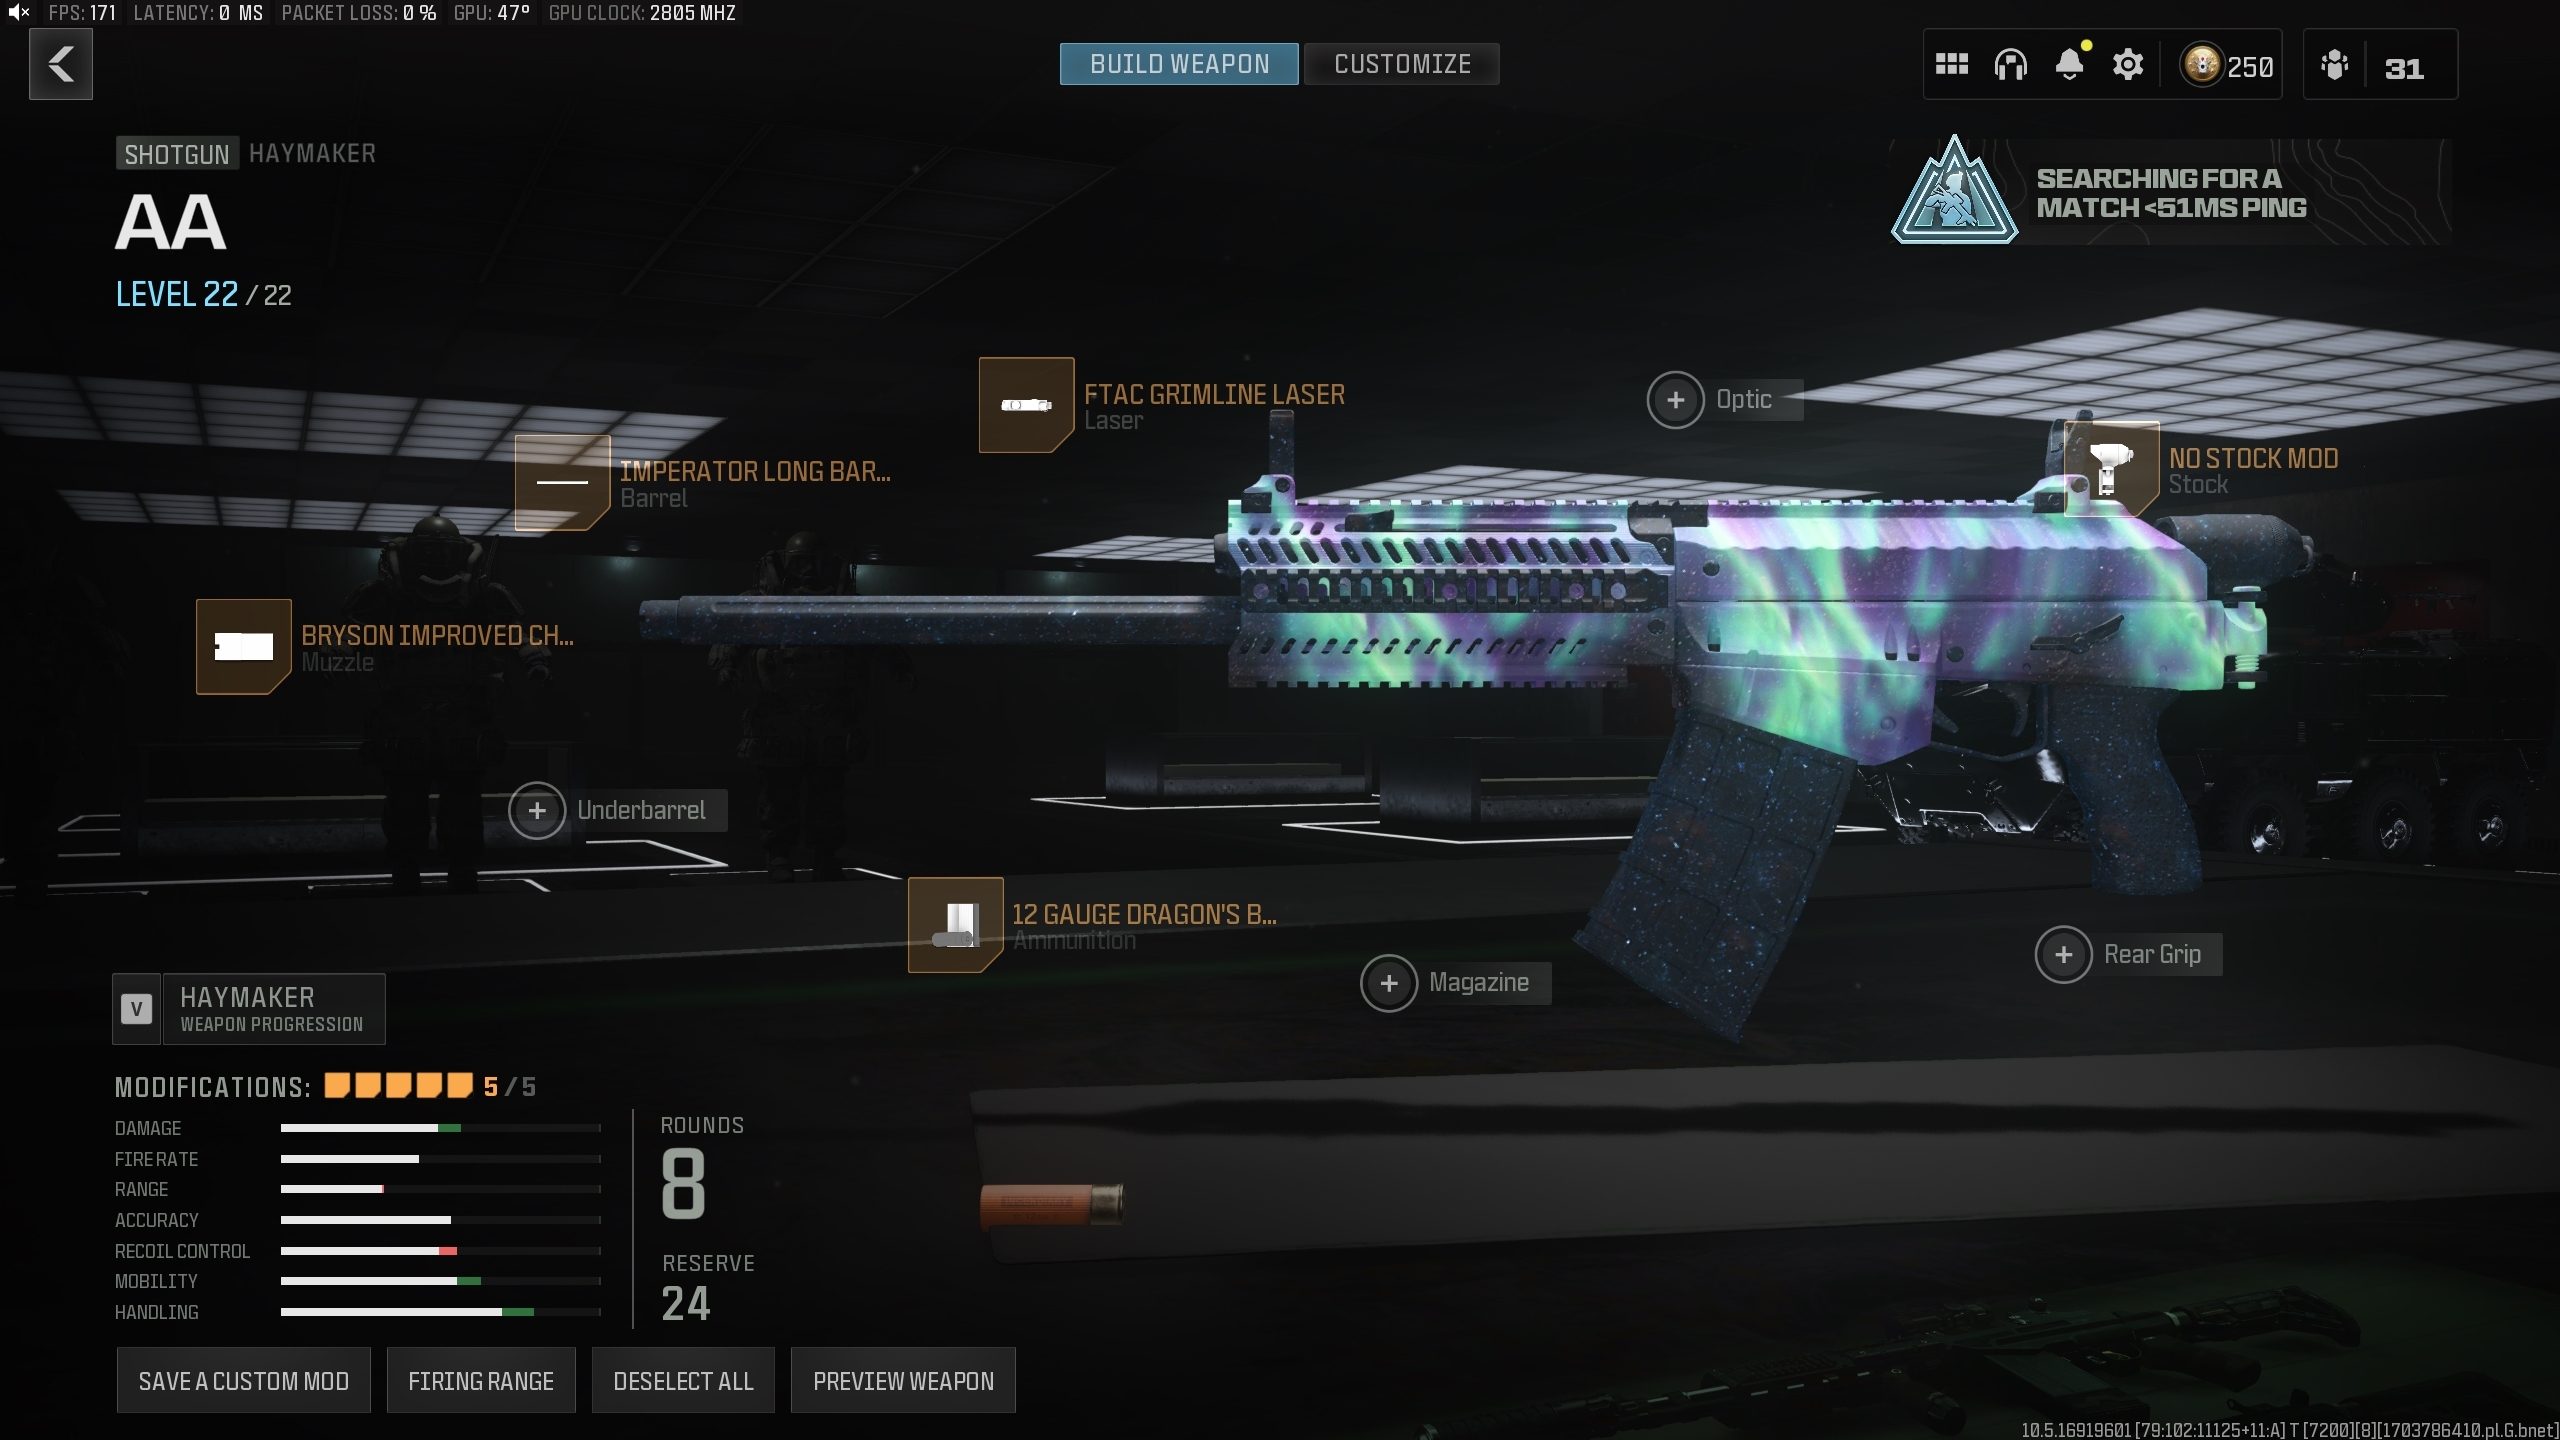 FPS: 171 LATENCY: 0 MS PACKET LOSS: 0 % GPU: 47° GPU CLOCK: 2805 MHZ
BUILD WEAPON CUSTOMIZE
250
31
SHOTGUN HAYMAKER
AA
LEVEL 22 / 22
SEARCHING FOR A
MATCH <51MS PING
FTAC GRIMLINE LASER
Laser
Optic
IMPERATOR LONG BAR...
Barrel
NO STOCK MOD
Stock
BRYSON IMPROVED CH...
Muzzle
Underbarrel
12 GAUGE DRAGON'S B...
Ammunition
Magazine
Rear Grip
V
HAYMAKER
WEAPON PROGRESSION
MODIFICATIONS: 5 / 5
DAMAGE
FIRE RATE
RANGE
ACCURACY
RECOIL CONTROL
MOBILITY
HANDLING
ROUNDS
8
RESERVE
24
SAVE A CUSTOM MOD FIRING RANGE DESELECT ALL PREVIEW WEAPON
10.5.16919601 [79:102:11125+11:A] T [7200][8][1703786410.pl.G.bnet]